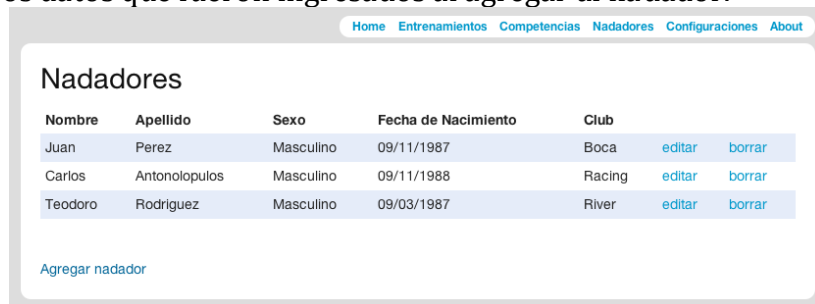 os datos que fueron ingresados al agregar al nadador.
Home Entrenamientos Competencias Nadadores Configuraciones About
Nadadores
Nombre Apellido Sexo Fecha de Nacimiento Club
Juan Perez Masculino 09/11/1987 Boca editar borrar
Carlos Antonolopulos Masculino 09/11/1988 Racing editar borrar
Teodoro Rodriguez Masculino 09/03/1987 River editar borrar
Agregar nadador